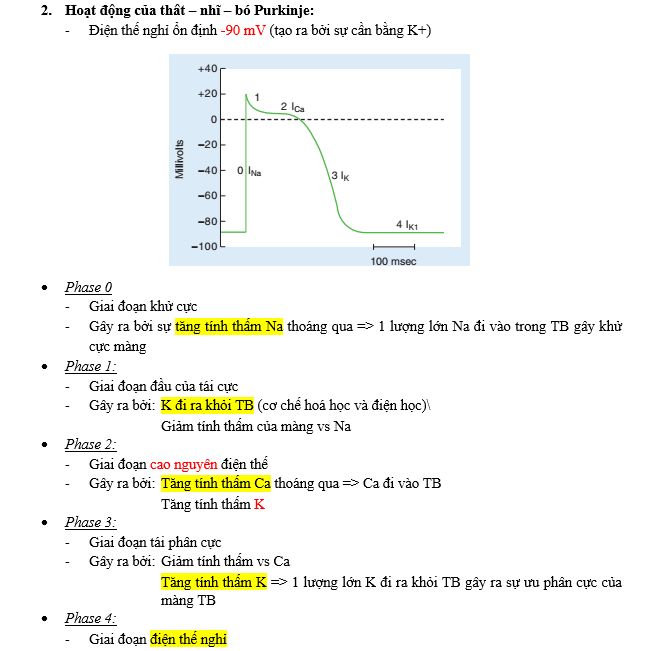 2. Hoạt động của thất – nhĩ – bó Purkinje:
- Điện thế nghỉ ổn định -90 mV (tạo ra bởi sự cần bằng K+)
+40
+20
0
−20
−40
−60
−80
−100
Millivolts
1
2 ICa
0 INa
3 IK
4 IK1
100 msec
• Phase 0
- Giai đoạn khử cực
- Gây ra bởi sự tăng tính thấm Na thoáng qua => 1 lượng lớn Na đi vào trong TB gây khử
cực màng
• Phase 1:
- Giai đoạn đầu của tái cực
- Gây ra bởi: K đi ra khỏi TB (cơ chế hoá học và điện học)\
Giảm tính thấm của màng vs Na
• Phase 2:
- Giai đoạn cao nguyên điện thế
- Gây ra bởi: Tăng tính thấm Ca thoáng qua => Ca đi vào TB
Tăng tính thấm K
• Phase 3:
- Giai đoạn tái phân cực
- Gây ra bởi: Giảm tính thấm vs Ca
Tăng tính thấm K => 1 lượng lớn K đi ra khỏi TB gây ra sự ưu phân cực của
màng TB
• Phase 4:
- Giai đoạn điện thế nghỉ